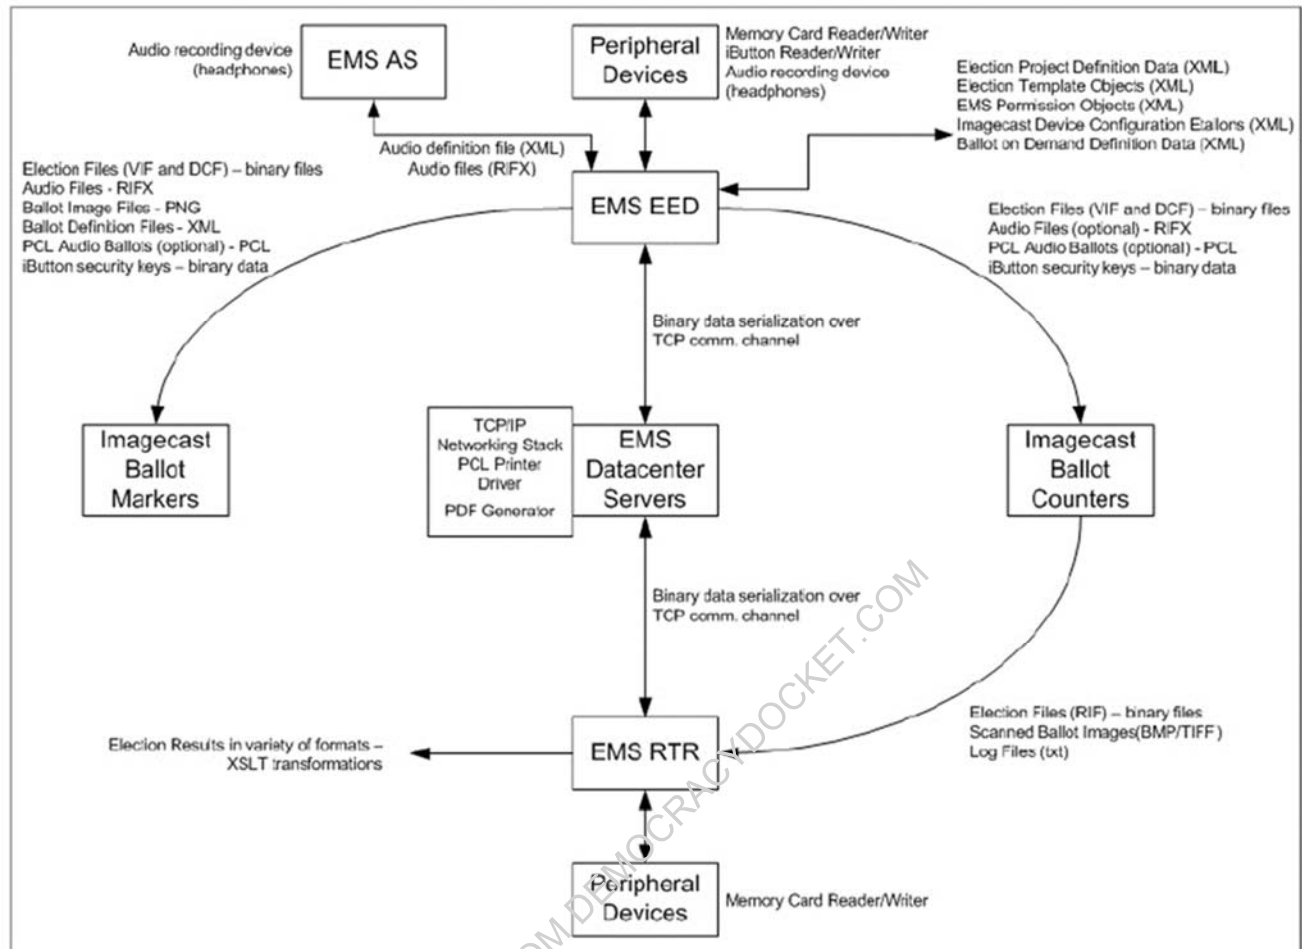 Audio recording device
(headphones)
EMS AS
Peripheral
Devices
Memory Card Reader/Writer
iButton Reader/Writer
Audio recording device
(headphones)
Election Project Definition Data (XML)
Election Template Objects (XML)
EMS Permission Objects (XML)
Imagecast Device Configuration Etallons (XML)
Ballot on Demand Definition Data (XML)
Audio definition file (XML)
Audio files (RIFX)
Election Files (VIF and DCF) – binary files
Audio Files - RIFX
Ballot Image Files - PNG
Ballot Definition Files - XML
PCL Audio Ballots (optional) - PCL
iButton security keys – binary data
EMS EED
Election Files (VIF and DCF) – binary files
Audio Files (optional) - RIFX
PCL Audio Ballots (optional) - PCL
iButton security keys – binary data
Binary data serialization over
TCP comm. channel
Imagecast
Ballot
Markers
TCP/IP
Networking Stack
PCL Printer
Driver
PDF Generator
EMS
Datacenter
Servers
Imagecast
Ballot
Counters
Binary data serialization over
TCP comm. channel
Election Results in variety of formats –
XSLT transformations
EMS RTR
Election Files (RIF) – binary files
Scanned Ballot Images(BMP/TIFF)
Log Files (txt)
Peripheral
Devices
Memory Card Reader/Writer
DEMOCRACYDOCKET.COM